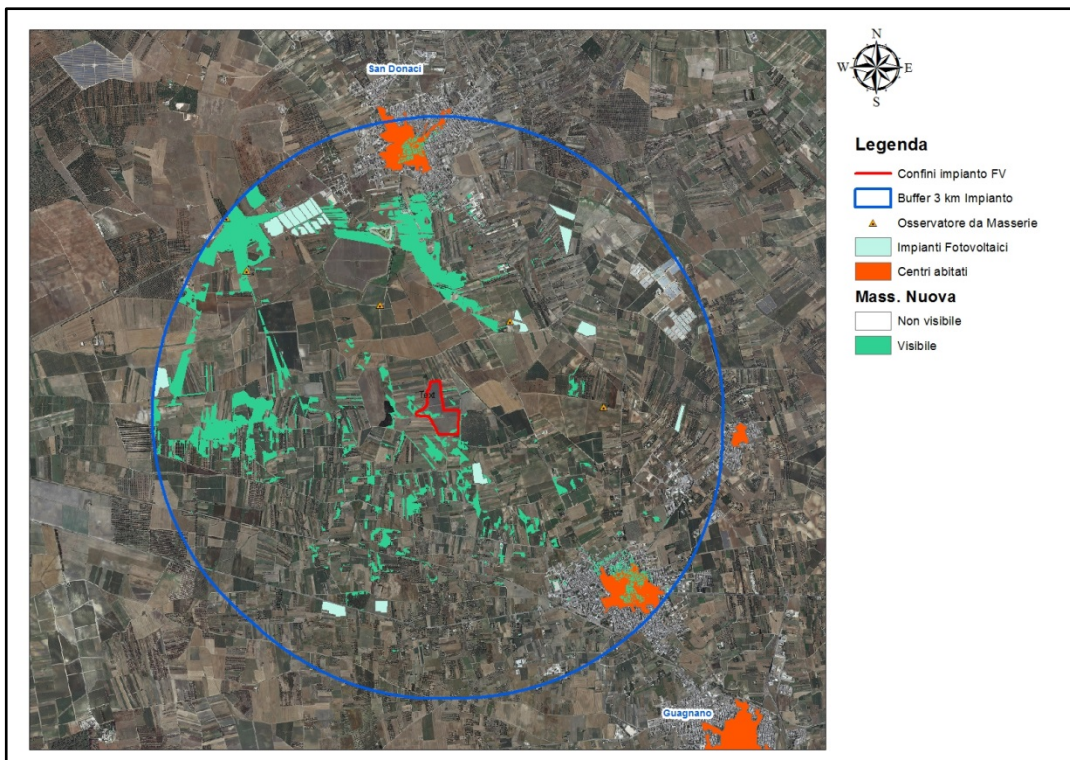 San Donaci
Text
Guagnano
N
W
E
S
Legenda
Confini impianto FV
Buffer 3 km Impianto
Osservatore da Masserie
Impianti Fotovoltaici
Centri abitati
Mass. Nuova
Non visibile
Visibile